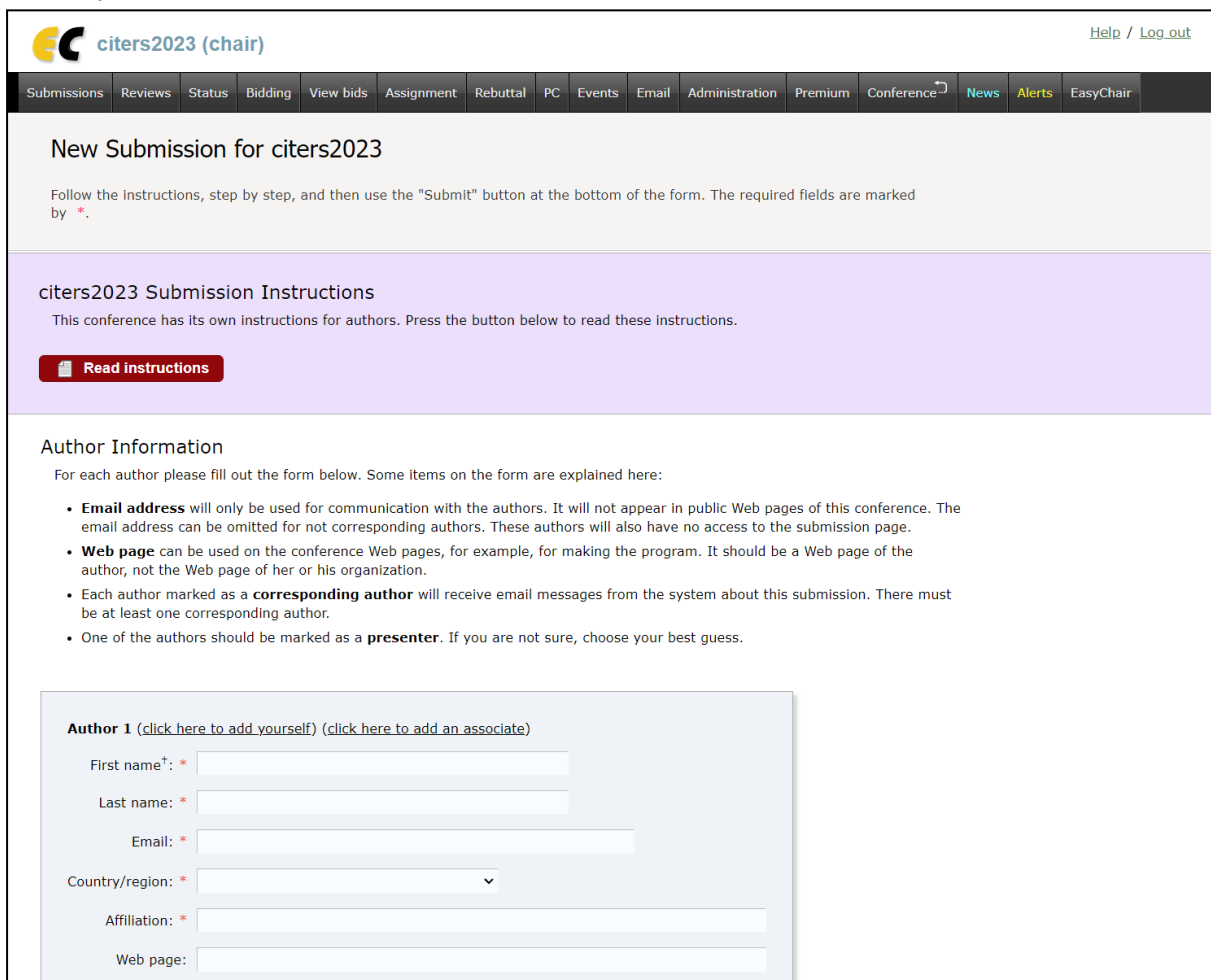 EC citers2023 (chair)
Help / Log out
Submissions Reviews Status Bidding View bids Assignment Rebuttal PC Events Email Administration Premium Conference News Alerts EasyChair
New Submission for citers2023
Follow the instructions, step by step, and then use the "Submit" button at the bottom of the form. The required fields are marked
by *.
citers2023 Submission Instructions
This conference has its own instructions for authors. Press the button below to read these instructions.
Read instructions
Author Information
For each author please fill out the form below. Some items on the form are explained here:
• Email address will only be used for communication with the authors. It will not appear in public Web pages of this conference. The
email address can be omitted for not corresponding authors. These authors will also have no access to the submission page.
• Web page can be used on the conference Web pages, for example, for making the program. It should be a Web page of the
author, not the Web page of her or his organization.
• Each author marked as a corresponding author will receive email messages from the system about this submission. There must
be at least one corresponding author.
• One of the authors should be marked as a presenter. If you are not sure, choose your best guess.
Author 1 (click here to add yourself) (click here to add an associate)
First name†: *
Last name: *
Email: *
Country/region: *
Affiliation: *
Web page: